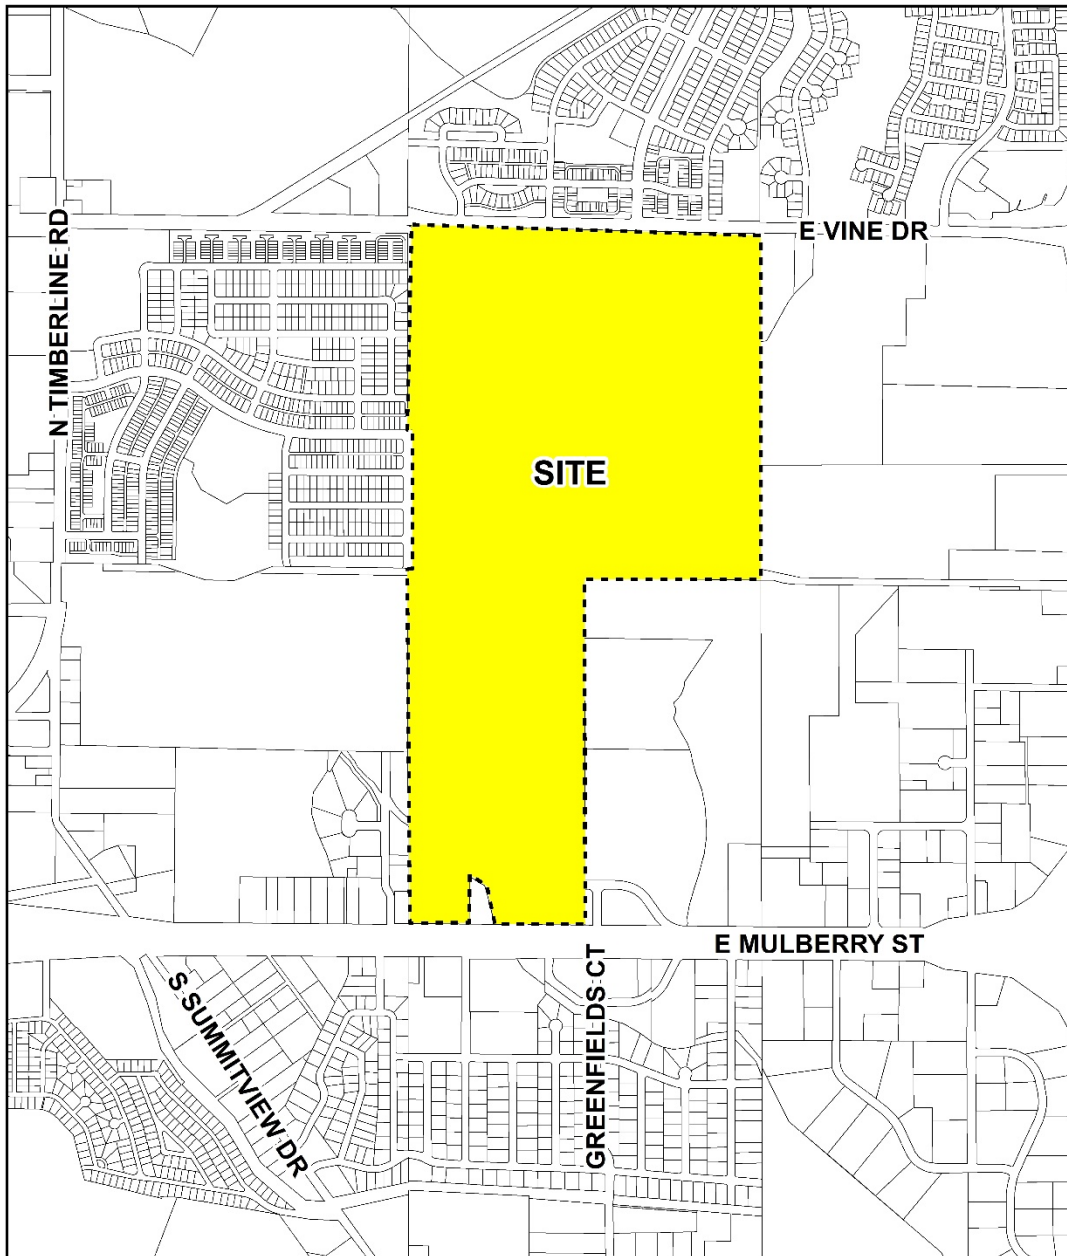 E VINE DR
N TIMBERLINE RD
SITE
E MULBERRY ST
S SUMMITVIEW DR
GREENFIELDS CT